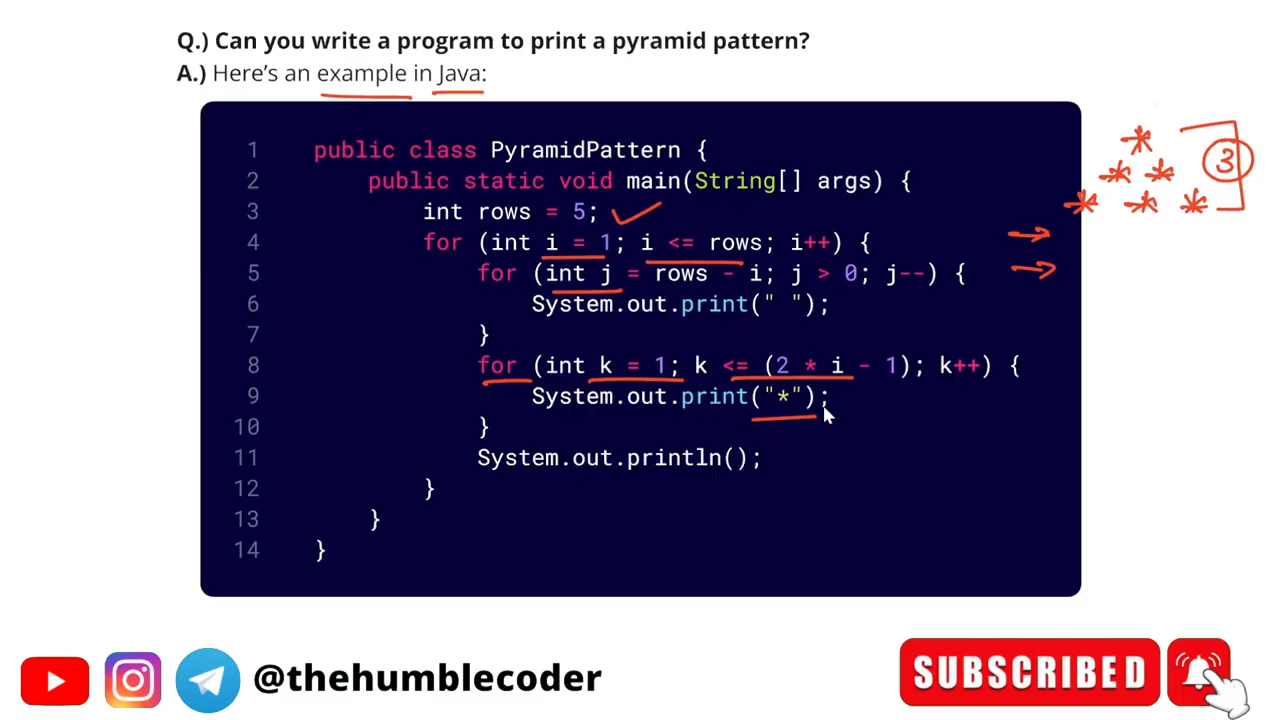 Q.) Can you write a program to print a pyramid pattern?
A.) Here's an example in Java:
1 public class PyramidPattern {
2 public static void main(String[] args) {
3 int rows = 5;
4 for (int i = 1; i <= rows; i++) {
5 for (int j = rows - i; j > 0; j--) {
6 System.out.print(" ");
7 }
8 for (int k = 1; k <= (2 * i - 1); k++) {
9 System.out.print("*");
10 }
11 System.out.println();
12 }
13 }
14 }
*
* *
* * *
3
@thehumblecoder
SUBSCRIBED